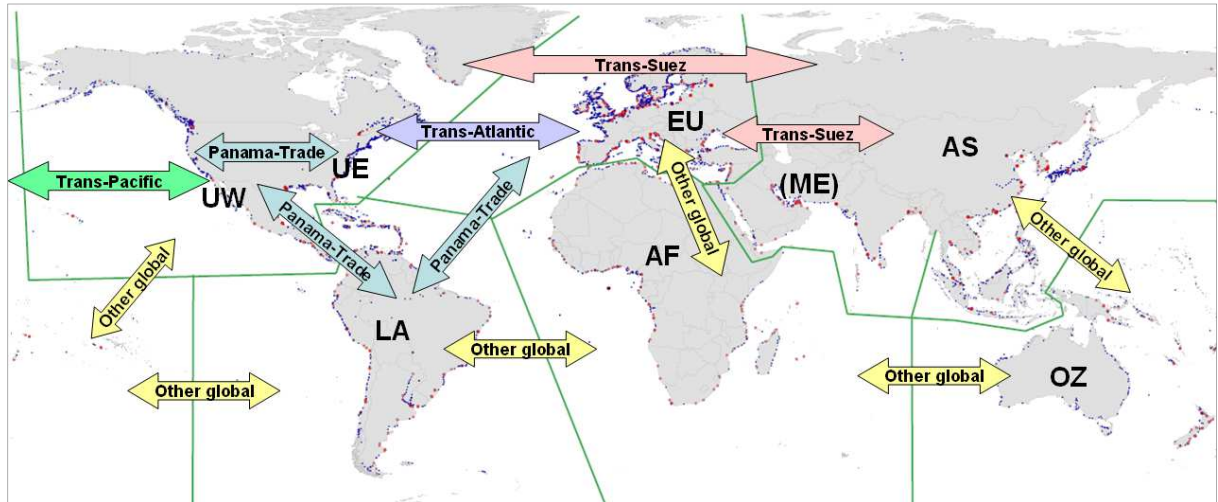 Trans-Suez
Trans-Atlantic
EU
Trans-Suez
AS
Panama-Trade
UE
Trans-Pacific
UW
(ME)
Panama-Trade
Panama-Trade
Other global
Other global
AF
Other global
LA
Other global
Other global
OZ
Other global